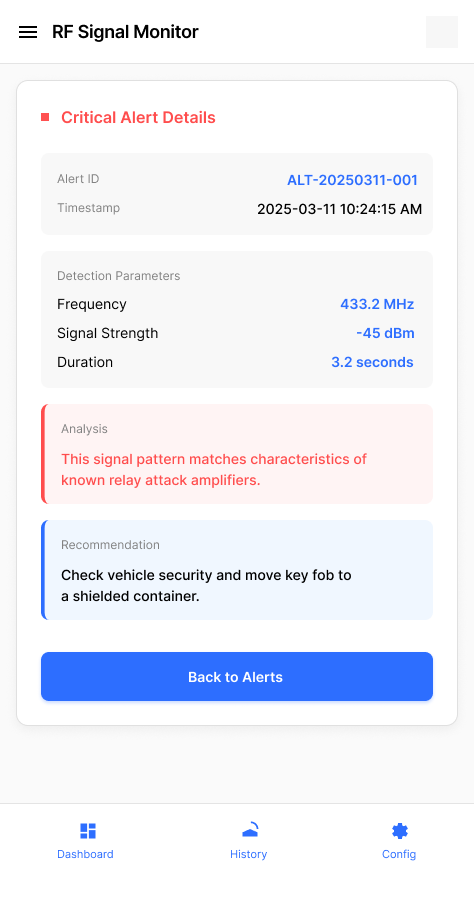 RF Signal Monitor
Critical Alert Details
Alert ID ALT-20250311-001
Timestamp 2025-03-11 10:24:15 AM
Detection Parameters
Frequency 433.2 MHz
Signal Strength -45 dBm
Duration 3.2 seconds
Analysis
This signal pattern matches characteristics of
known relay attack amplifiers.
Recommendation
Check vehicle security and move key fob to
a shielded container.
Back to Alerts
Dashboard History Config